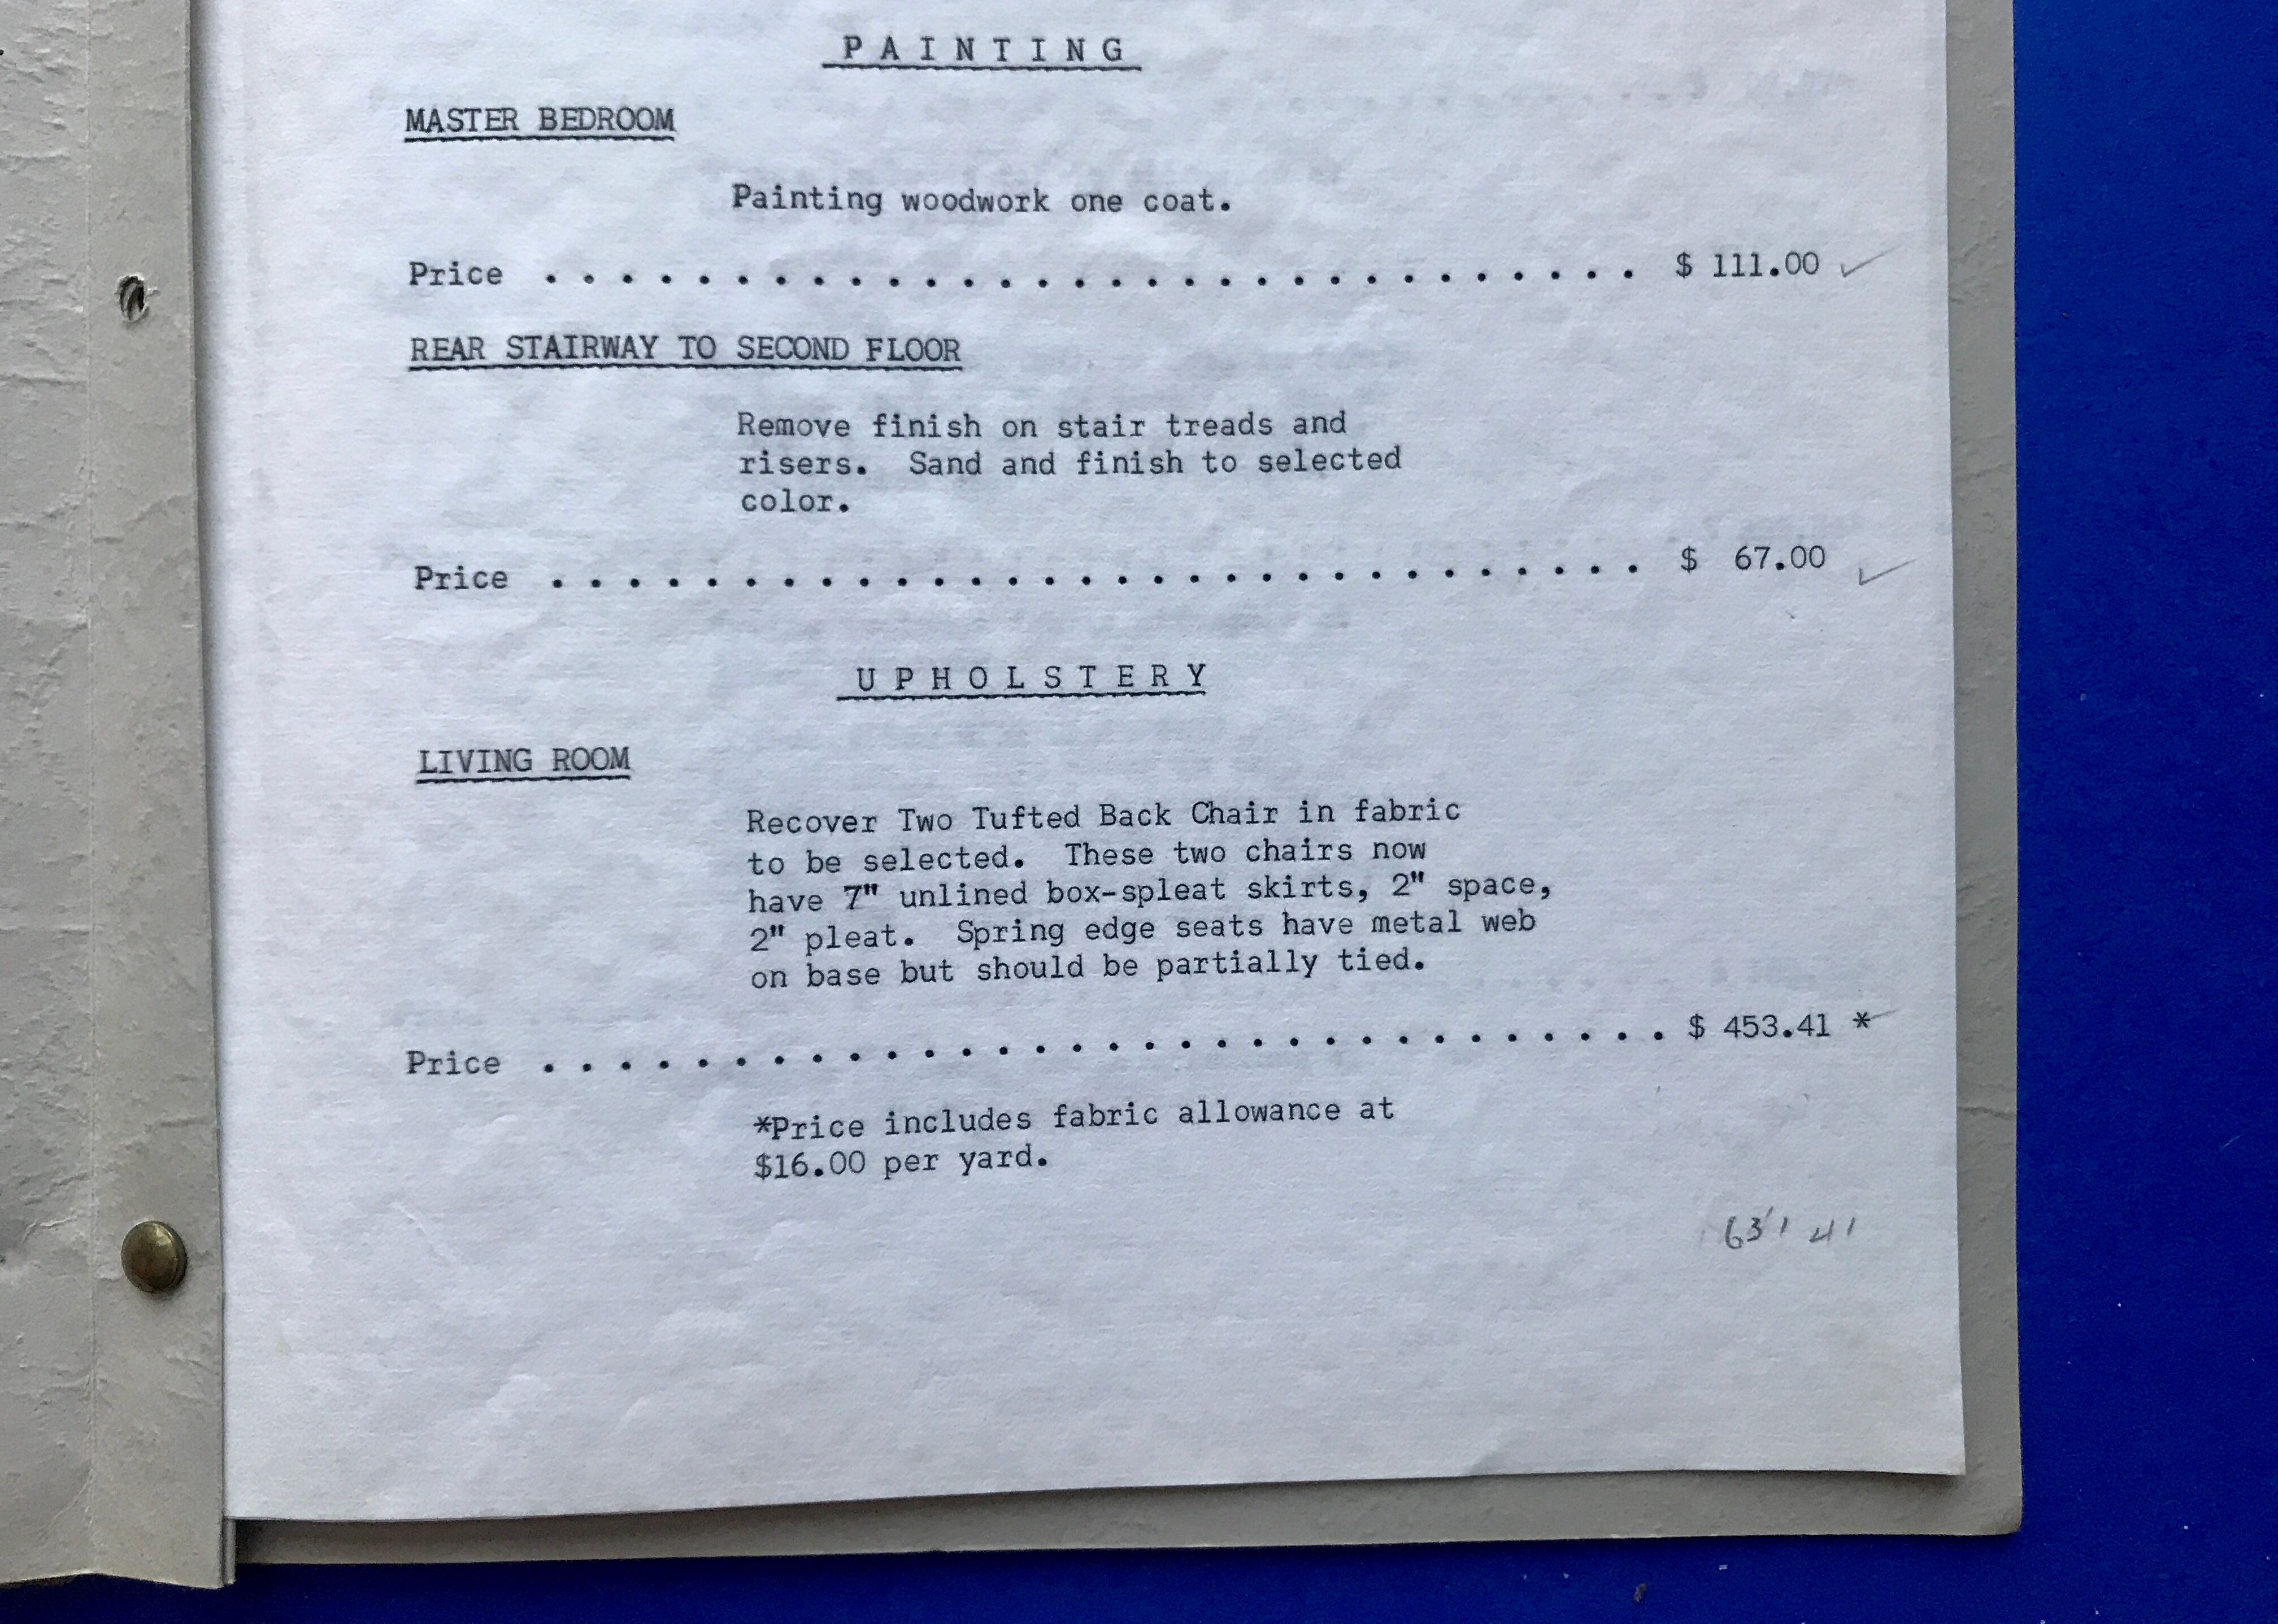 PAINTING
MASTER BEDROOM
Painting woodwork one coat.
Price . . . . . . . . . . . . . . . . . . . . . . . . . . . . . . $ 111.00 ✓
REAR STAIRWAY TO SECOND FLOOR
Remove finish on stair treads and
risers. Sand and finish to selected
color.
Price . . . . . . . . . . . . . . . . . . . . . . . . . . . . . . $ 67.00 ✓
UPHOLSTERY
LIVING ROOM
Recover Two Tufted Back Chair in fabric
to be selected. These two chairs now
have 7" unlined box-spleat skirts, 2" space,
2" pleat. Spring edge seats have metal web
on base but should be partially tied.
Price . . . . . . . . . . . . . . . . . . . . . . . . . . . . . . $ 453.41 *
*Price includes fabric allowance at
$16.00 per yard.
631 41